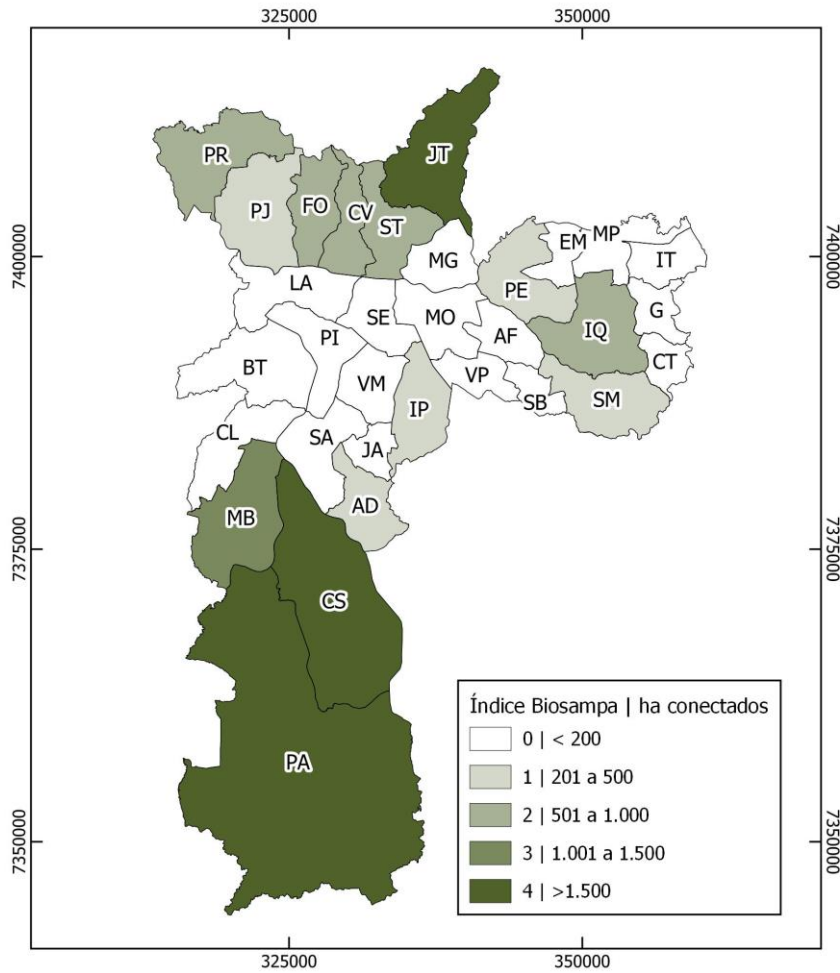 325000 350000
PR
JT
PJ
FO
CV
ST
7400000
7400000
MG
EM
MP
IT
LA
PE
SE
MO
G
IQ
PI
AF
BT
VM
VP
CT
IP
SB
SM
CL
SA
JA
AD
MB
7375000
7375000
CS
PA
Índice Biosampa | ha conectados
0 | < 200
1 | 201 a 500
2 | 501 a 1.000
3 | 1.001 a 1.500
4 | >1.500
7350000
7350000
325000 350000